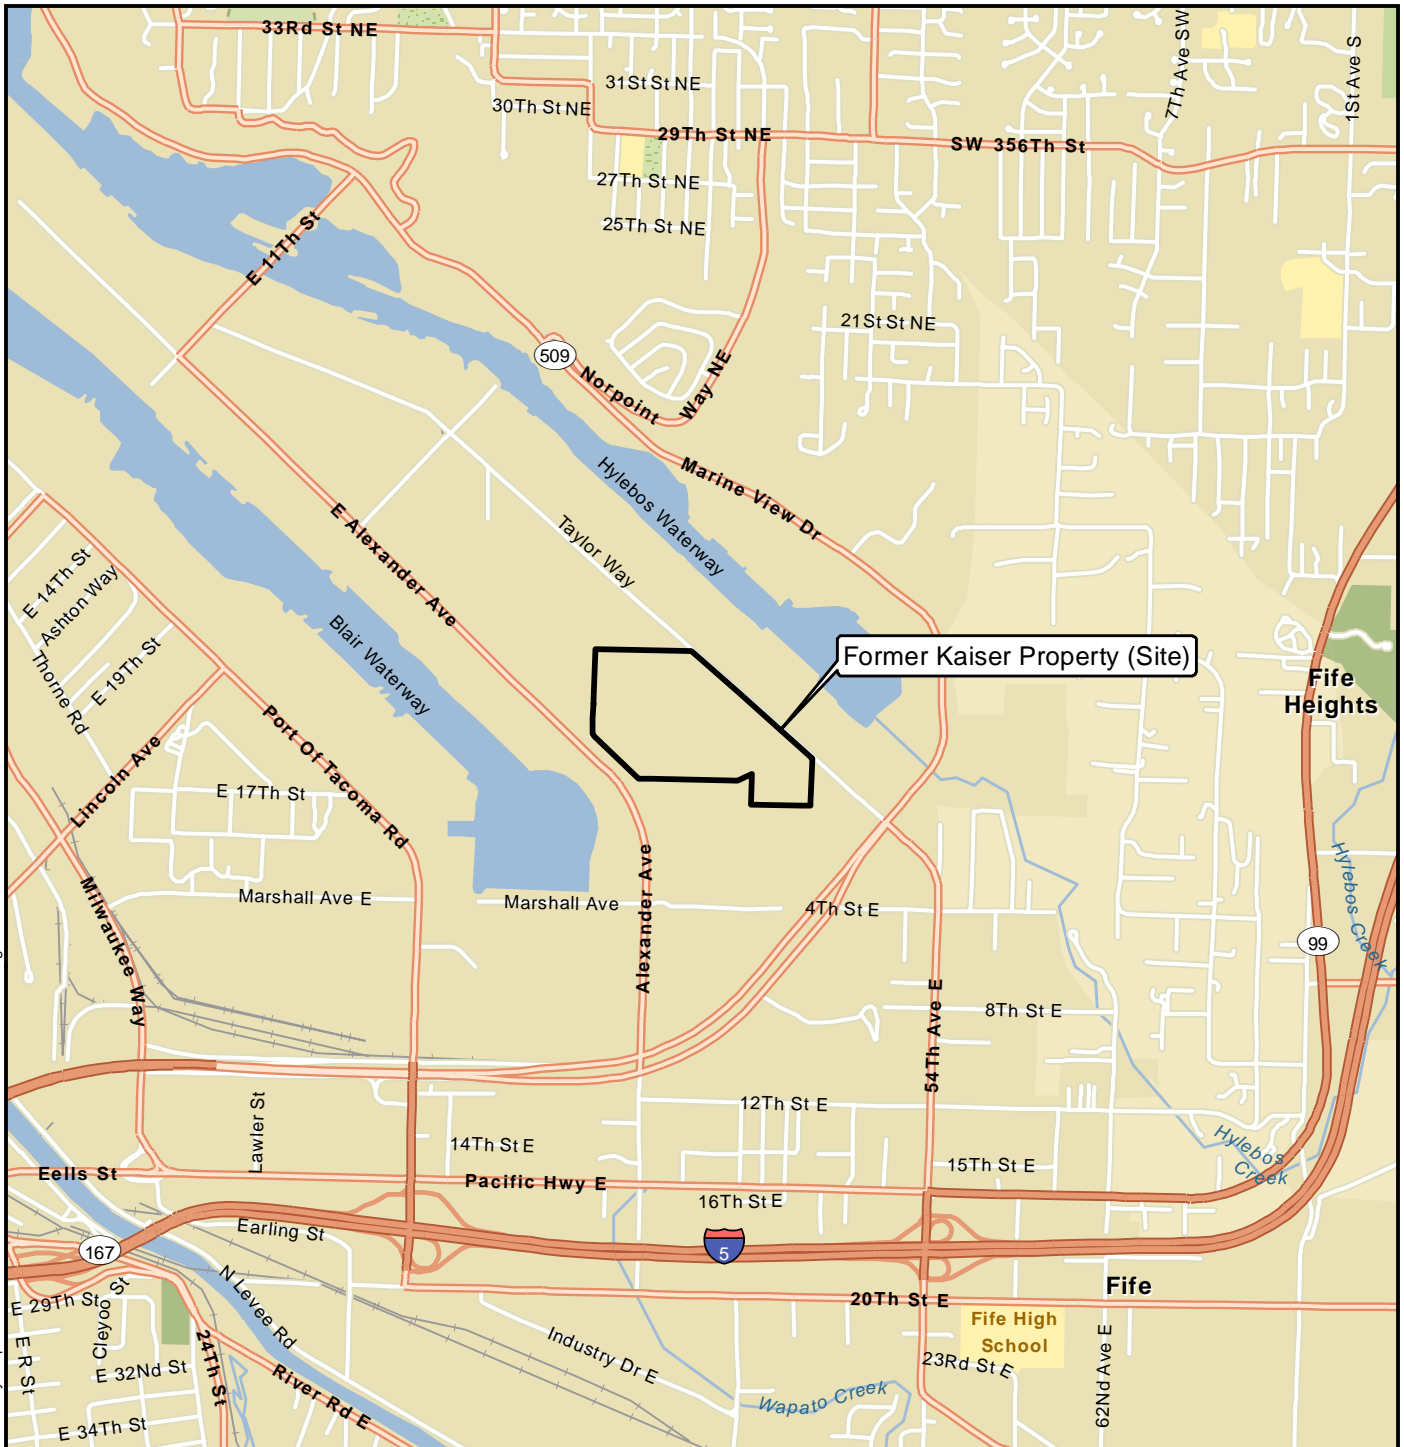 33Rd St NE
31St St NE
30Th St NE
29Th St NE
SW 356Th St
7Th Ave SW
1St Ave S
27Th St NE
25Th St NE
E 11Th St
21St St NE
509
Norpoint
Way NE
Marine View Dr
Hylebos Waterway
Taylor Way
E Alexander Ave
Blair Waterway
E 14Th St
Ashton Way
E 19Th St
Thorne Rd
Former Kaiser Property (Site)
Fife
Heights
Port Of Tacoma Rd
Lincoln Ave
E 17Th St
Milwaukee Way
Marshall Ave E
Marshall Ave
Alexander Ave
4Th St E
Hylebos Creek
99
54Th Ave E
8Th St E
12Th St E
Lawler St
14Th St E
Hylebos
Creek
15Th St E
Eells St
Pacific Hwy E
16Th St E
Earling St
167
5
N Levee Rd
Fife
E 29Th St
Cleyoo St
20Th St E
Fife High
School
24Th St
E R St
E 32Nd St
Industry Dr E
23Rd St E
62Nd Ave E
River Rd E
Wapato Creek
E 34Th St